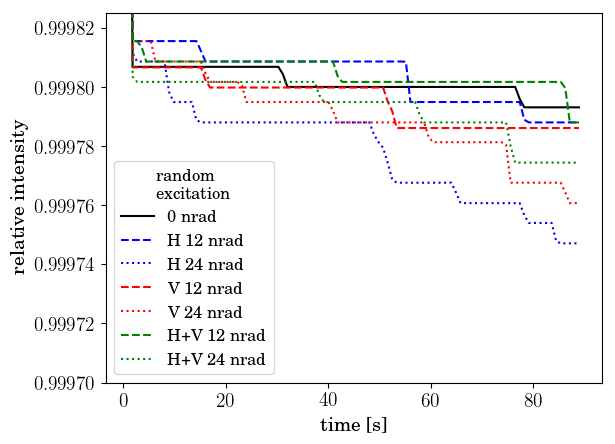 relative intensity
0.99982
0.99980
0.99978
0.99976
0.99974
0.99972
0.99970
random
excitation
0 nrad
H 12 nrad
H 24 nrad
V 12 nrad
V 24 nrad
H+V 12 nrad
H+V 24 nrad
0 20 40 60 80
time [s]